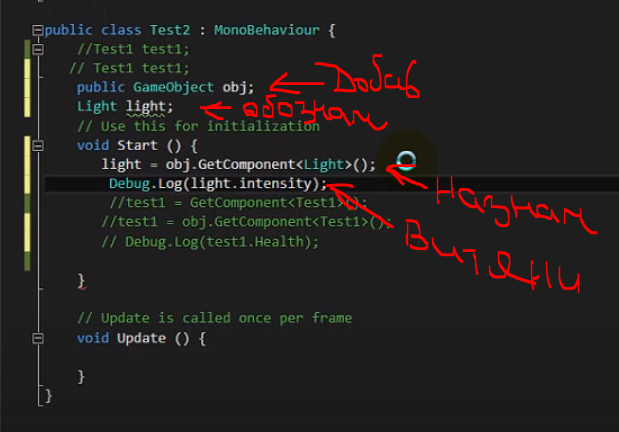 public class Test2 : MonoBehaviour {
//Test1 test1;
// Test1 test1;
public GameObject obj; Добав
Light light; обознач
// Use this for initialization
void Start () {
light = obj.GetComponent<Light>();
Debug.Log(light.intensity); Назнач
//test1 = GetComponent<Test1>();
//test1 = obj.GetComponent<Test1>();
// Debug.Log(test1.Health); Витяни
}
// Update is called once per frame
void Update () {
}
}